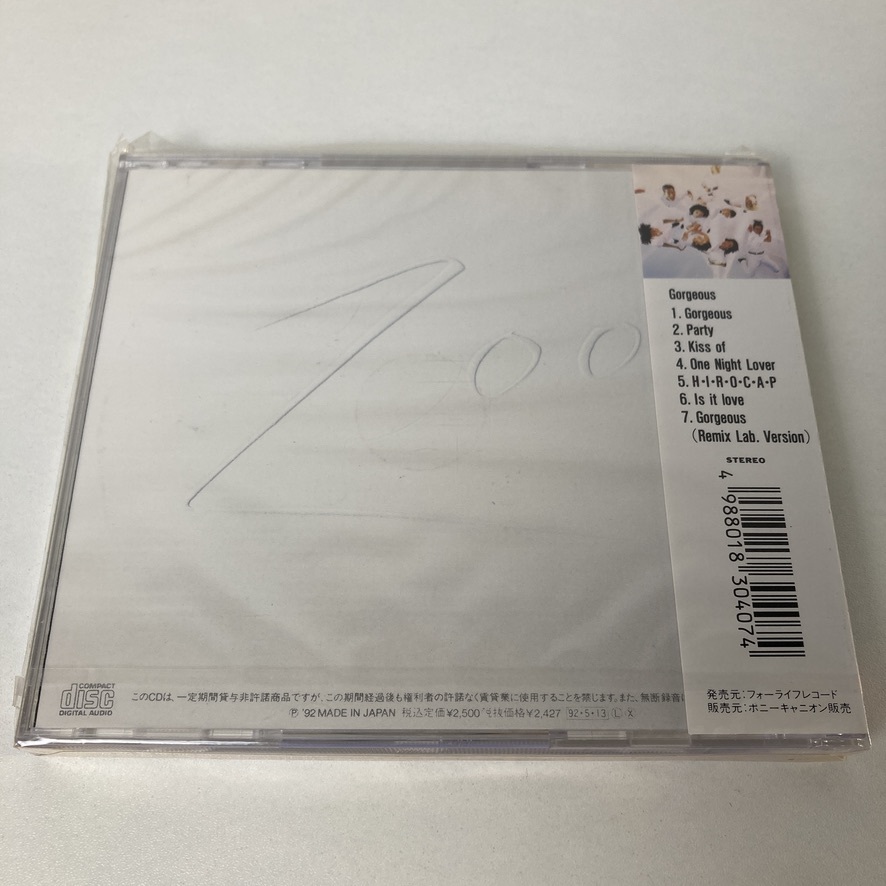 Zoo
Gorgeous
1. Gorgeous
2. Party
3. Kiss of
4. One Night Lover
5. H・I・R・O・C・A・P
6. Is it love
7. Gorgeous
(Remix Lab. Version)
STEREO
4 988018 304074
発売元：フォーライフレコード
販売元：ポニーキャニオン販売
COMPACT
disc
DIGITAL AUDIO
このCDは、一定期間貸与非許諾商品ですが、この期間経過後も権利者の許諾なく賃貸業に使用することを禁じます。また、無断録音
Ⓟ '92 MADE IN JAPAN 税込定価¥2,500 税抜価格¥2,427 92・5・13 L X